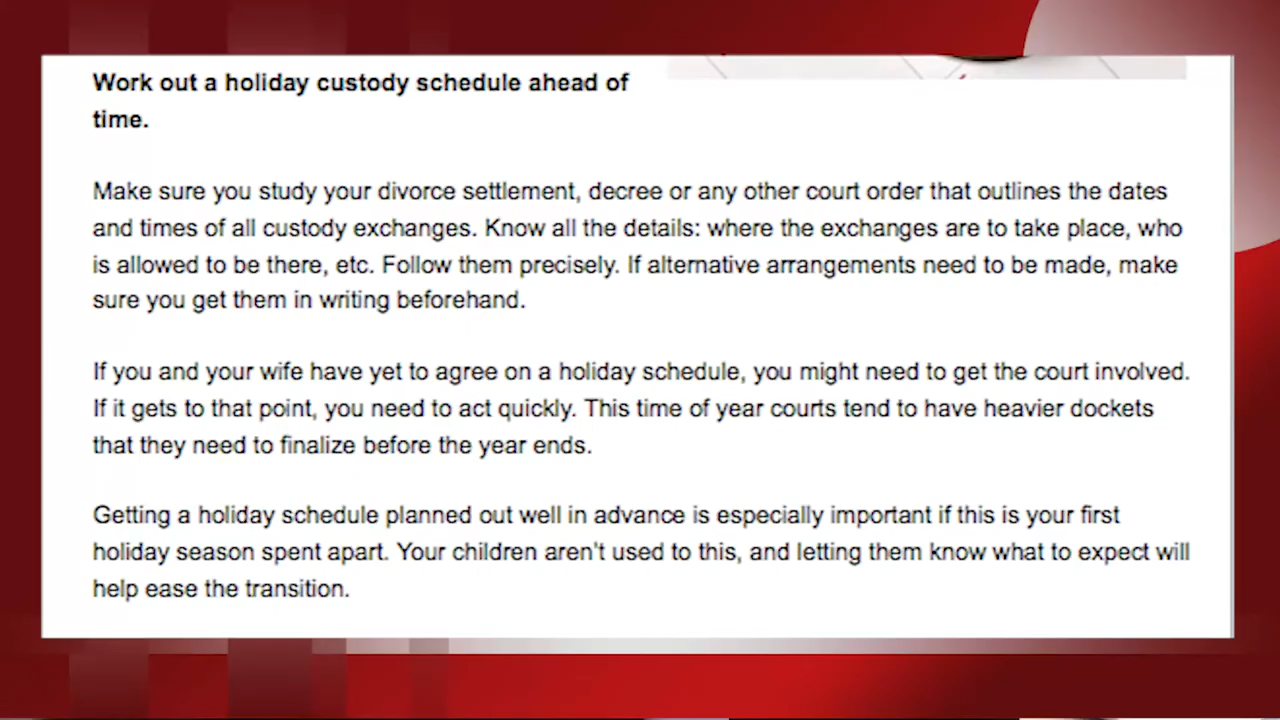 Work out a holiday custody schedule ahead of
time.
Make sure you study your divorce settlement, decree or any other court order that outlines the dates
and times of all custody exchanges. Know all the details: where the exchanges are to take place, who
is allowed to be there, etc. Follow them precisely. If alternative arrangements need to be made, make
sure you get them in writing beforehand.
If you and your wife have yet to agree on a holiday schedule, you might need to get the court involved.
If it gets to that point, you need to act quickly. This time of year courts tend to have heavier dockets
that they need to finalize before the year ends.
Getting a holiday schedule planned out well in advance is especially important if this is your first
holiday season spent apart. Your children aren't used to this, and letting them know what to expect will
help ease the transition.